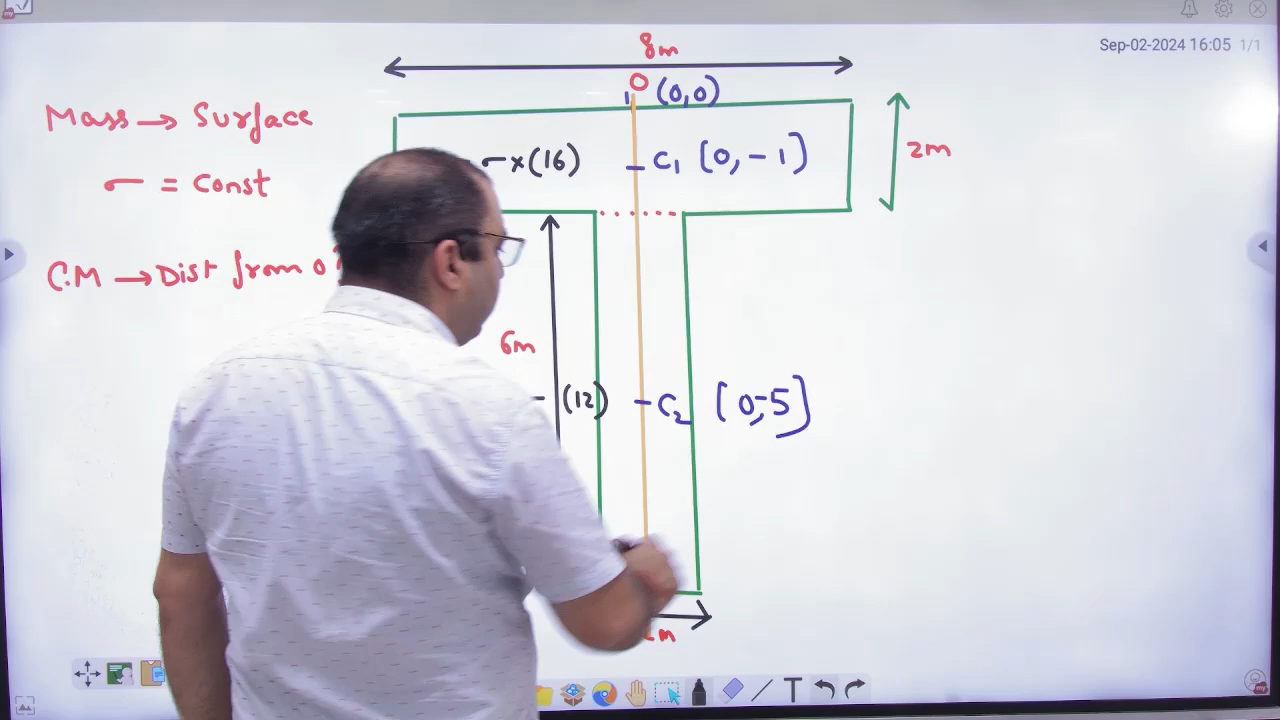 Sep-02-2024 16:05 1/1
8m
O (0,0)
Mass → Surface
σ = Const
C.M → Dist from O
σ x (16)
C₁ (0, -1)
2m
6m
(12)
C₂ (0,-5)